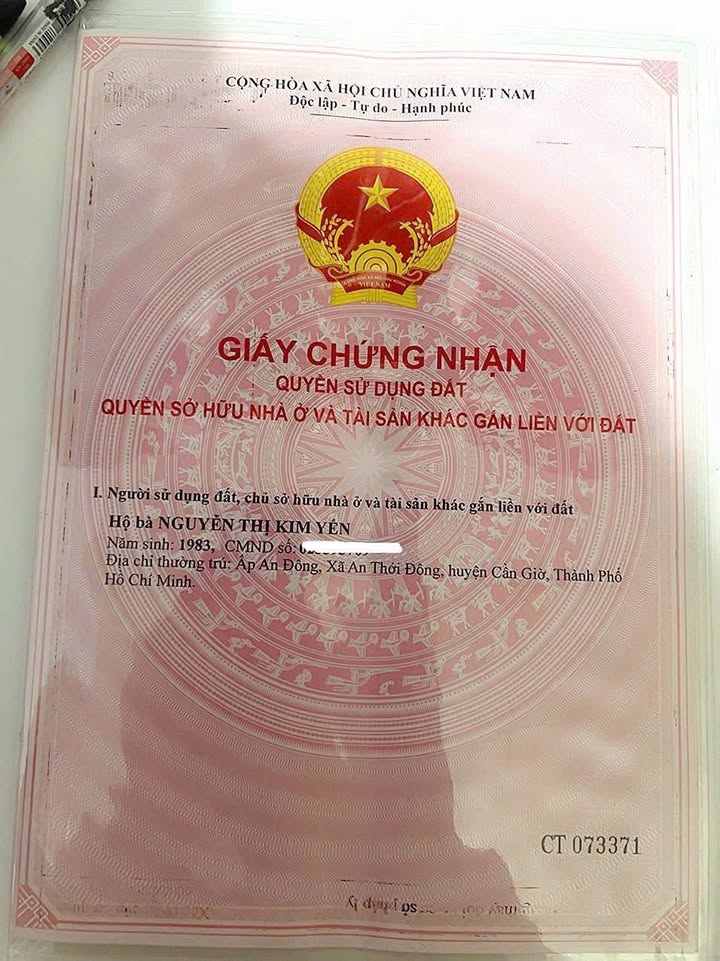 CỘNG HÒA XÃ HỘI CHỦ NGHĨA VIỆT NAM
Độc lập - Tự do - Hạnh phúc
VIỆT NAM
GIẤY CHỨNG NHẬN
QUYỀN SỬ DỤNG ĐẤT
QUYỀN SỞ HỮU NHÀ Ở VÀ TÀI SẢN KHÁC GẮN LIỀN VỚI ĐẤT
I. Người sử dụng đất, chủ sở hữu nhà ở và tài sản khác gắn liền với đất
Hộ bà NGUYỄN THỊ KIM YẾN
Năm sinh: 1983, CMND số:
Địa chỉ thường trú: Ấp An Đông, Xã An Thới Đông, huyện Cần Giờ, Thành Phố
Hồ Chí Minh.
CT 073371